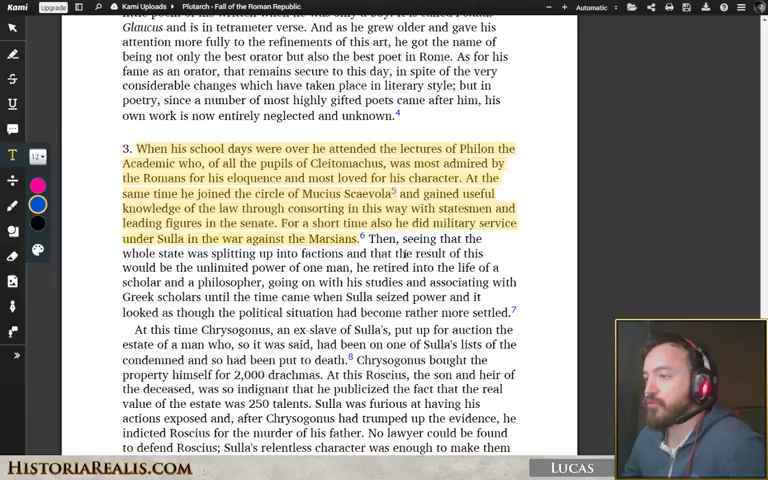 Kami
Upgrade
Kami Uploads
Plutarch - Fall of the Roman Republic
Automatic
Glaucus and is in tetrameter verse. And as he grew older and gave his
attention more fully to the refinements of this art, he got the name of
being not only the best orator but also the best poet in Rome. As for his
fame as an orator, that remains secure to this day, in spite of the very
considerable changes which have taken place in literary style; but in
poetry, since a number of most highly gifted poets came after him, his
own work is now entirely neglected and unknown.4
3. When his school days were over he attended the lectures of Philon the
Academic who, of all the pupils of Cleitomachus, was most admired by
the Romans for his eloquence and most loved for his character. At the
same time he joined the circle of Mucius Scaevola5 and gained useful
knowledge of the law through consorting in this way with statesmen and
leading figures in the senate. For a short time also he did military service
under Sulla in the war against the Marsians.6 Then, seeing that the
whole state was splitting up into factions and that the result of this
would be the unlimited power of one man, he retired into the life of a
scholar and a philosopher, going on with his studies and associating with
Greek scholars until the time came when Sulla seized power and it
looked as though the political situation had become rather more settled.7
At this time Chrysogonus, an ex-slave of Sulla's, put up for auction the
estate of a man who, so it was said, had been on one of Sulla's lists of the
condemned and so had been put to death.8 Chrysogonus bought the
property himself for 2,000 drachmas. At this Roscius, the son and heir of
the deceased, was so indignant that he publicized the fact that the real
value of the estate was 250 talents. Sulla was furious at having his
actions exposed and, after Chrysogonus had trumped up the evidence, he
indicted Roscius for the murder of his father. No lawyer could be found
to defend Roscius; Sulla's relentless character was enough to make them
12
HISTORIAREALIS.COM
LUCAS